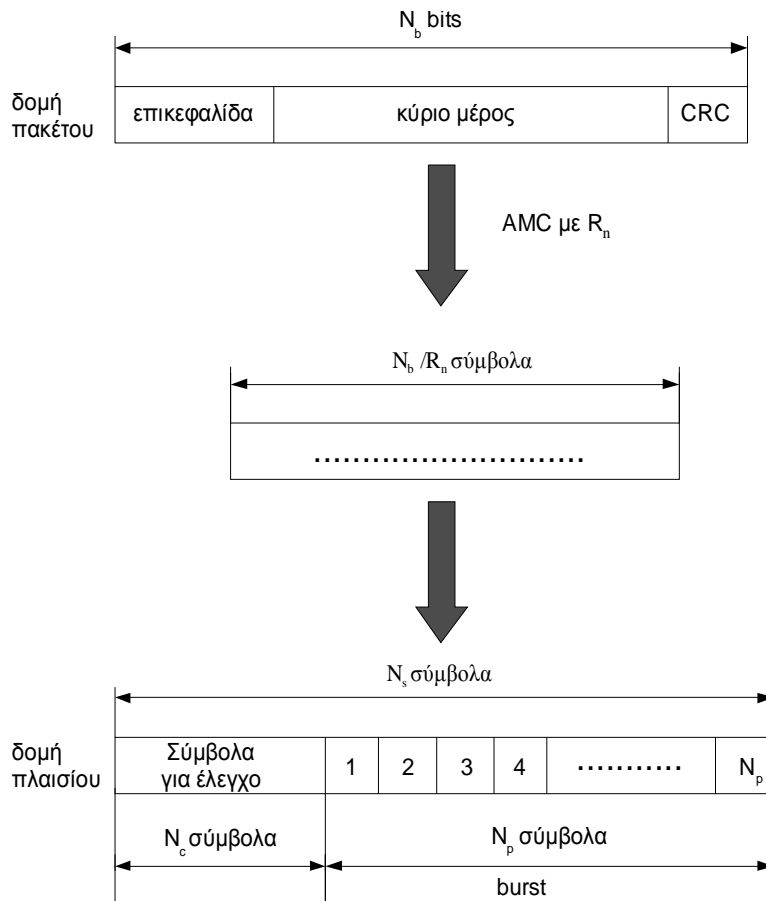 N_b bits
δομή
πακέτου
επικεφαλίδα κύριο μέρος CRC
AMC με R_n
N_b /R_n σύμβολα
............................
N_s σύμβολα
δομή
πλαισίου
Σύμβολα
για έλεγχο
1 2 3 4 ........... N_p
N_c σύμβολα N_p σύμβολα
burst